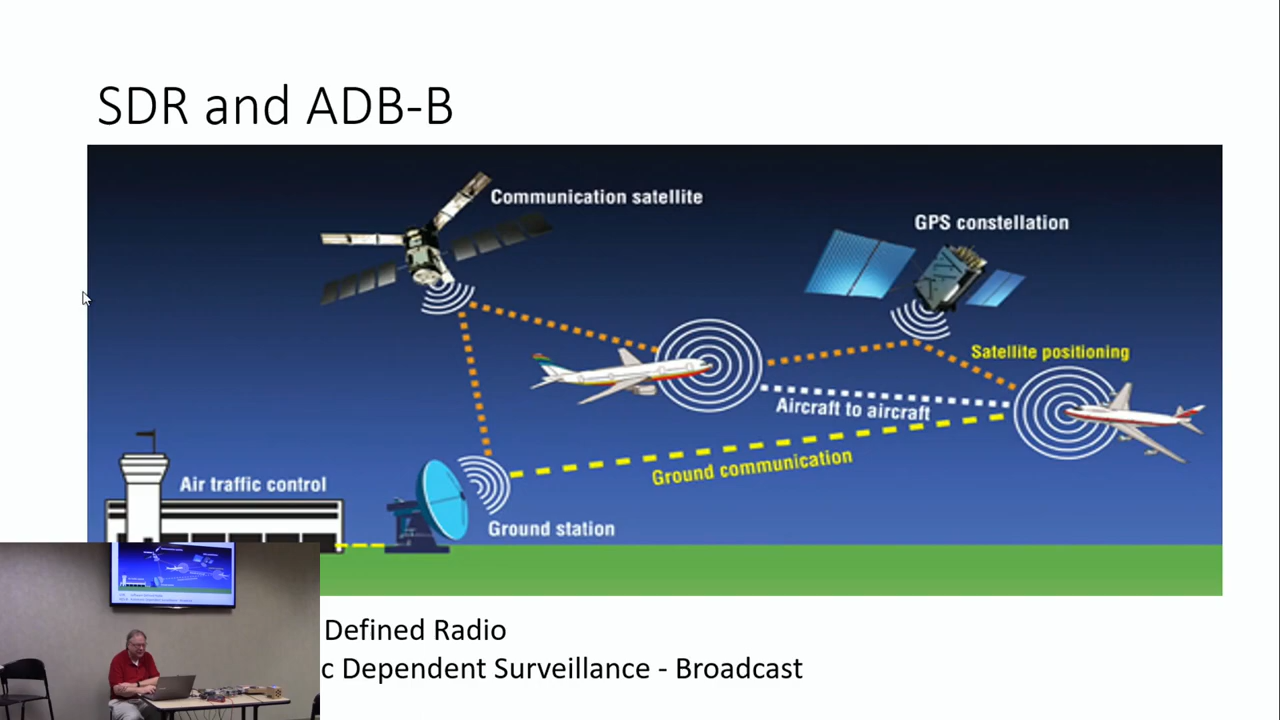 SDR and ADB-B
Communication satellite
GPS constellation
Satellite positioning
Aircraft to aircraft
Ground communication
Air traffic control
Ground station
Defined Radio
c Dependent Surveillance - Broadcast